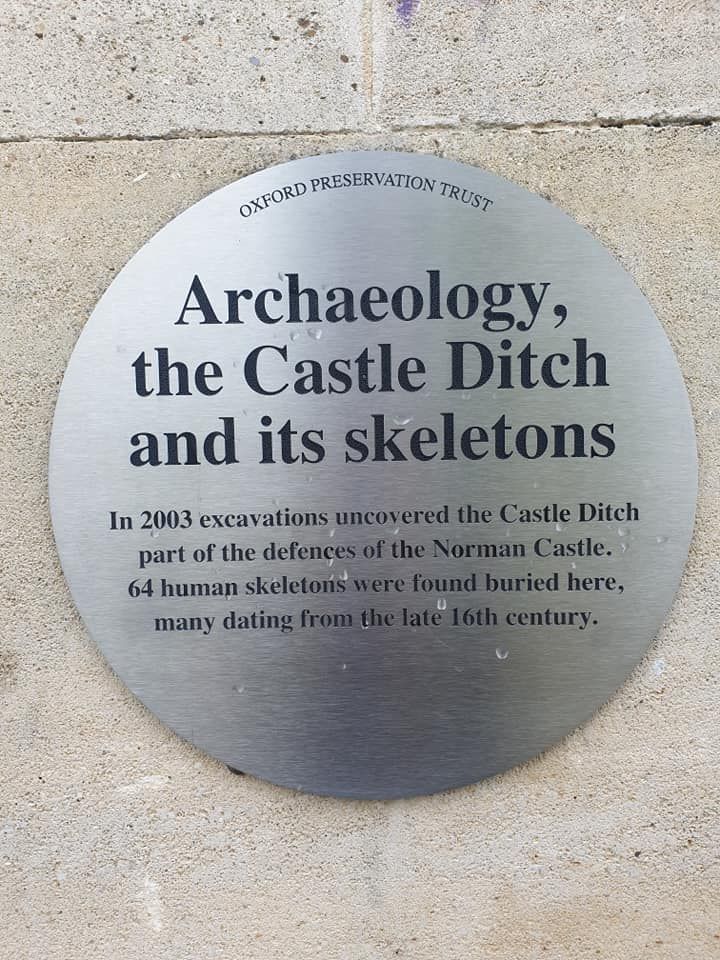 OXFORD PRESERVATION TRUST
Archaeology,
the Castle Ditch
and its skeletons
In 2003 excavations uncovered the Castle Ditch
part of the defences of the Norman Castle.
64 human skeletons were found buried here,
many dating from the late 16th century.